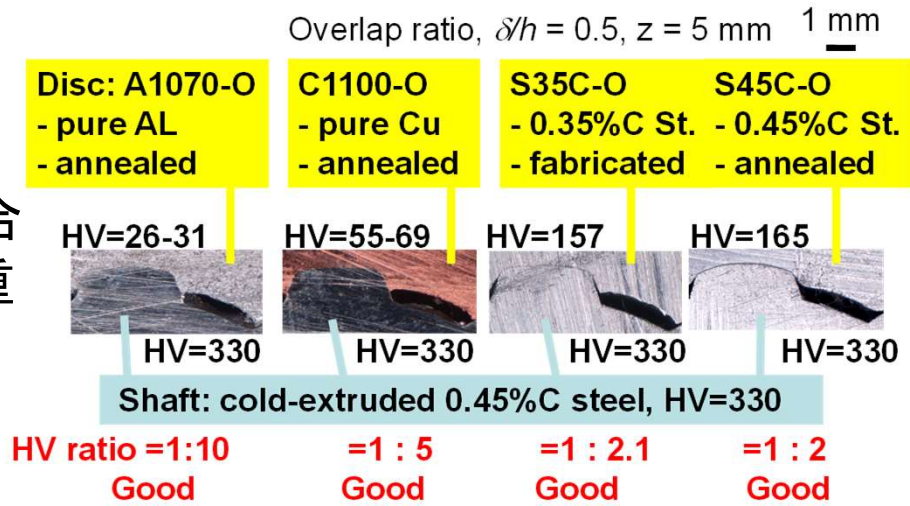 Overlap ratio, δ/h = 0.5, z = 5 mm
1 mm
Disc: A1070-O
- pure AL
- annealed
C1100-O
- pure Cu
- annealed
S35C-O
- 0.35%C St.
- fabricated
S45C-O
- 0.45%C St.
- annealed
合
重
HV=26-31
HV=55-69
HV=157
HV=165
HV=330
HV=330
HV=330
HV=330
Shaft: cold-extruded 0.45%C steel, HV=330
HV ratio =1:10
=1 : 5
=1 : 2.1
=1 : 2
Good
Good
Good
Good